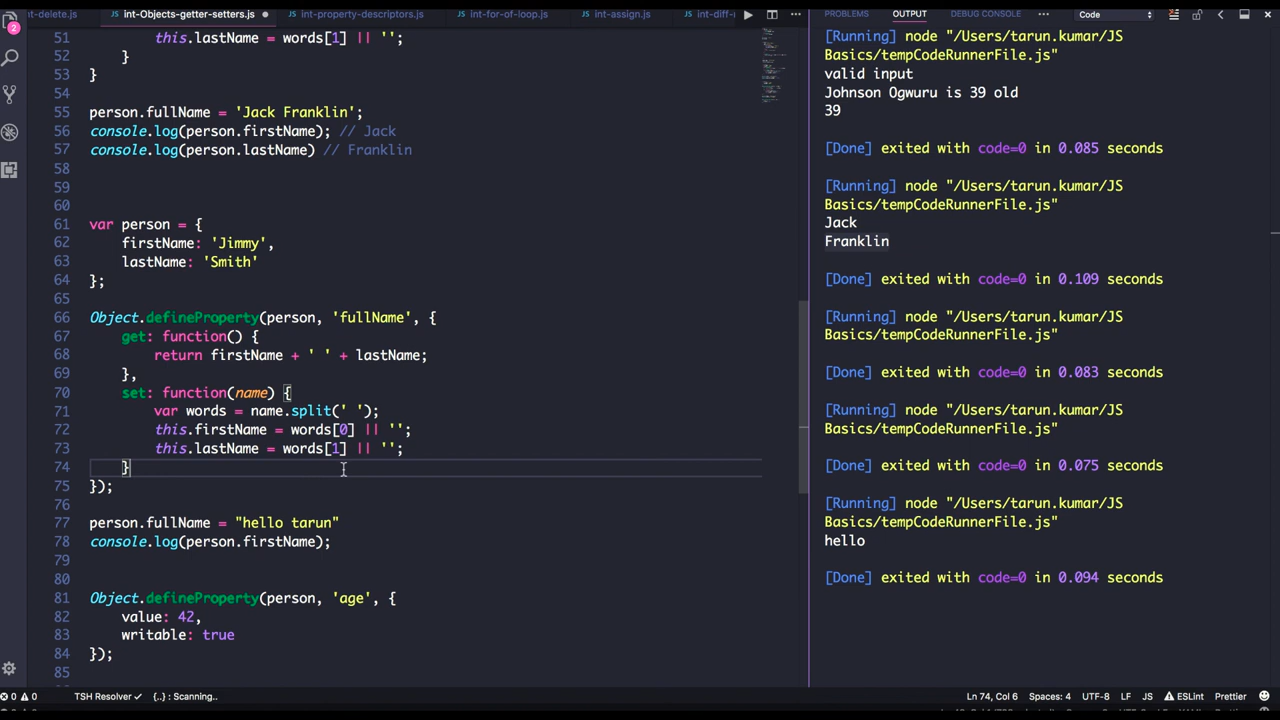 nt-delete.js
int-Objects-getter-setters.js
int-property-descriptors.js
int-for-of-loop.js
int-assign.js
int-diff-
PROBLEMS
OUTPUT
DEBUG CONSOLE
Code
2
51 this.lastName = words[1] || '';
52 }
53 }
54
55 person.fullName = 'Jack Franklin';
56 console.log(person.firstName); // Jack
57 console.log(person.lastName) // Franklin
58
59
60
61 var person = {
62 firstName: 'Jimmy',
63 lastName: 'Smith'
64 };
65
66 Object.defineProperty(person, 'fullName', {
67 get: function() {
68 return firstName + ' ' + lastName;
69 },
70 set: function(name) {
71 var words = name.split(' ');
72 this.firstName = words[0] || '';
73 this.lastName = words[1] || '';
74 }
75 });
76
77 person.fullName = "hello tarun"
78 console.log(person.firstName);
79
80
81 Object.defineProperty(person, 'age', {
82 value: 42,
83 writable: true
84 });
85
[Running] node "/Users/tarun.kumar/JS
Basics/tempCodeRunnerFile.js"
valid input
Johnson Ogwuru is 39 old
39
[Done] exited with code=0 in 0.085 seconds
[Running] node "/Users/tarun.kumar/JS
Basics/tempCodeRunnerFile.js"
Jack
Franklin
[Done] exited with code=0 in 0.109 seconds
[Running] node "/Users/tarun.kumar/JS
Basics/tempCodeRunnerFile.js"
[Done] exited with code=0 in 0.083 seconds
[Running] node "/Users/tarun.kumar/JS
Basics/tempCodeRunnerFile.js"
[Done] exited with code=0 in 0.075 seconds
[Running] node "/Users/tarun.kumar/JS
Basics/tempCodeRunnerFile.js"
hello
[Done] exited with code=0 in 0.094 seconds
0 0 TSH Resolver ✓ {..} : Scanning.. Ln 74, Col 6 Spaces: 4 UTF-8 LF JS ESLint Prettier